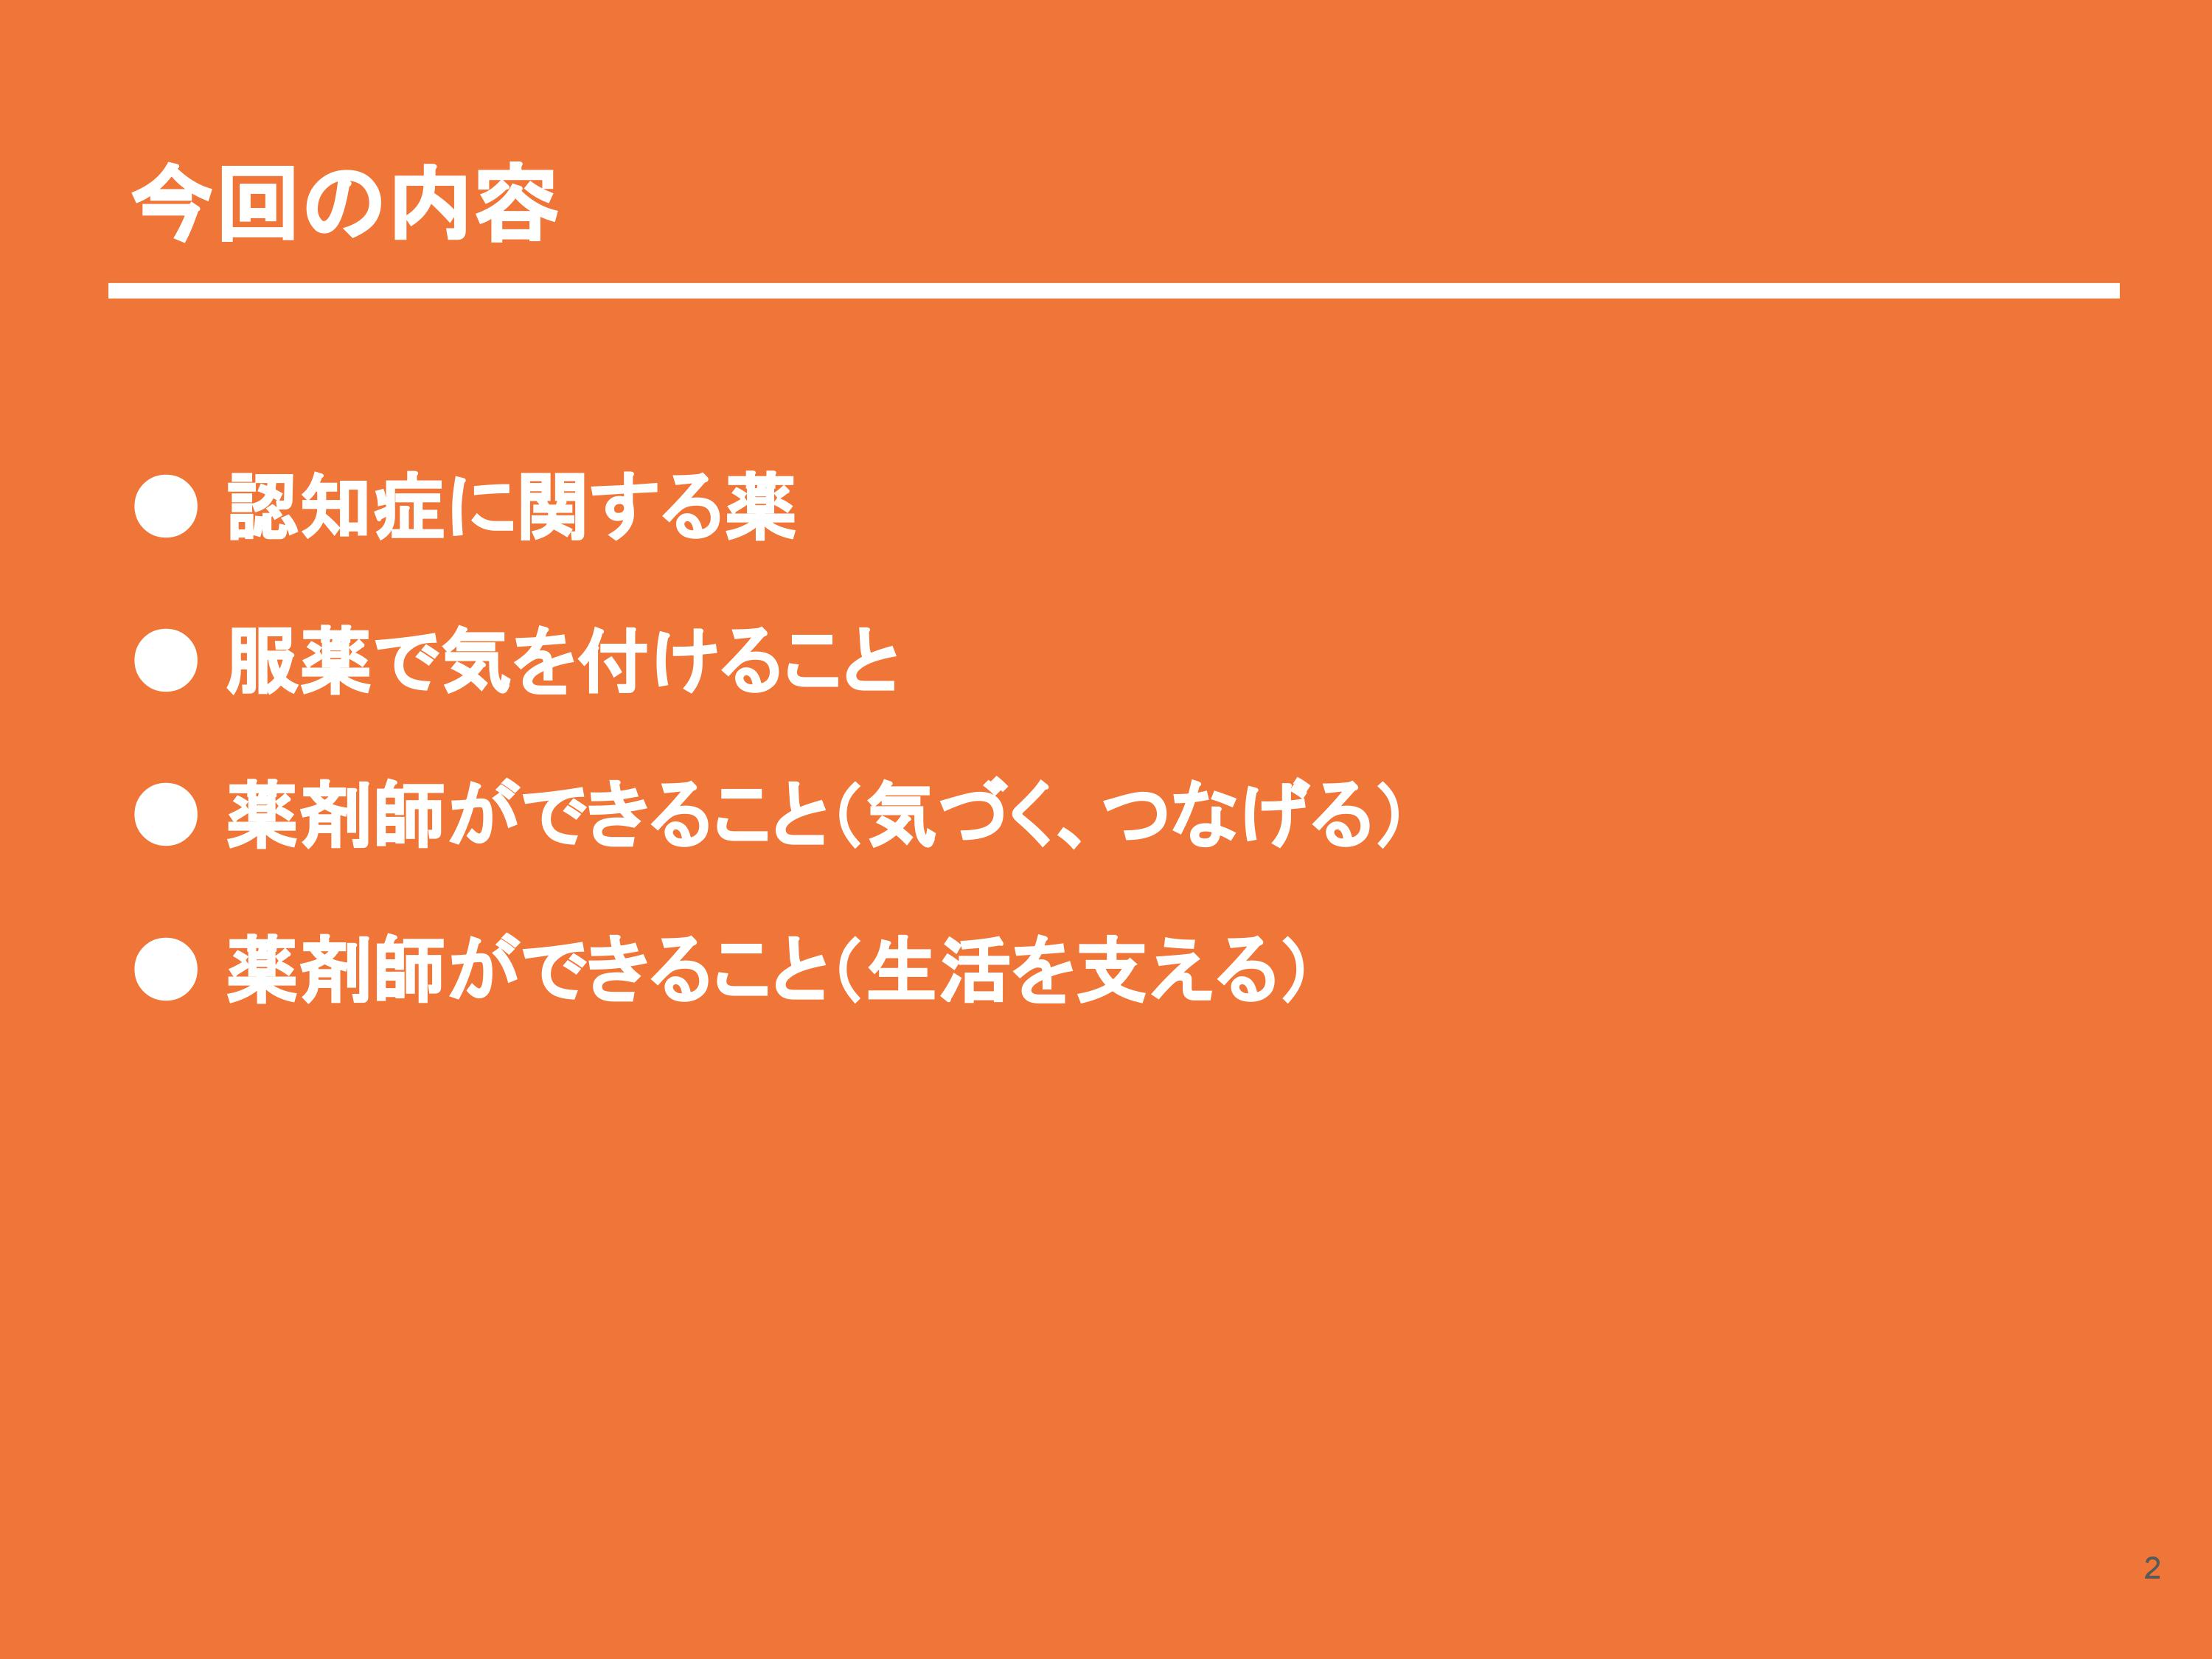 今回の内容
● 認知症に関する薬
● 服薬で気を付けること
● 薬剤師ができること(気づく、つなげる)
● 薬剤師ができること(生活を支える)
2